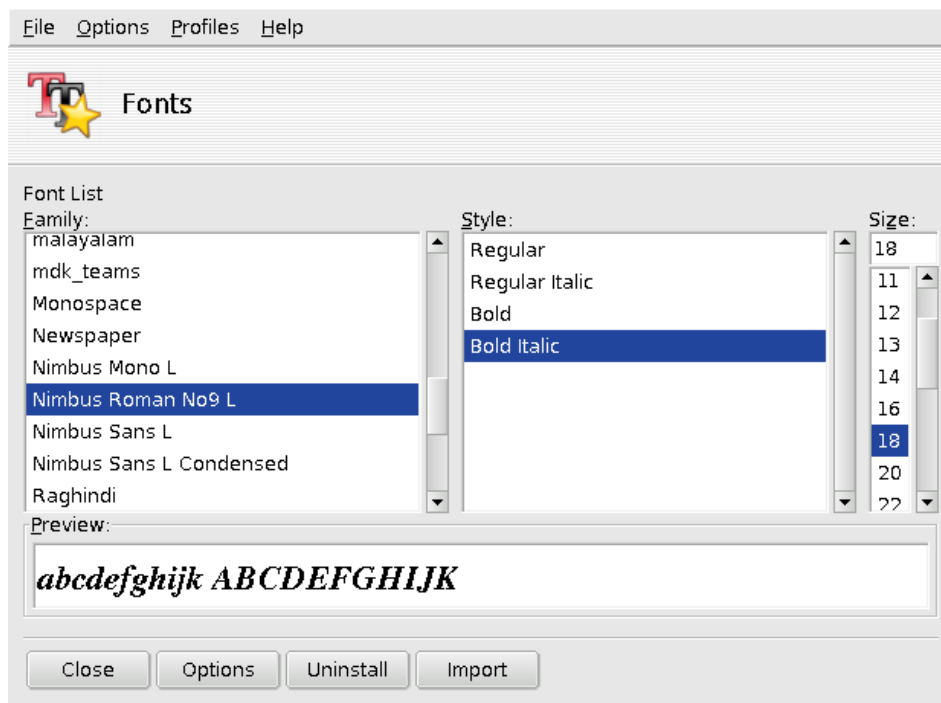 File Options Profiles Help
Fonts
Font List
Family: Style: Size:
malayalam
mdk_teams
Monospace
Newspaper
Nimbus Mono L
Nimbus Roman No9 L
Nimbus Sans L
Nimbus Sans L Condensed
Raghindi
Regular
Regular Italic
Bold
Bold Italic
18
11
12
13
14
16
18
20
22
Preview:
abcdefghijk ABCDEFGHIJK
Close Options Uninstall Import